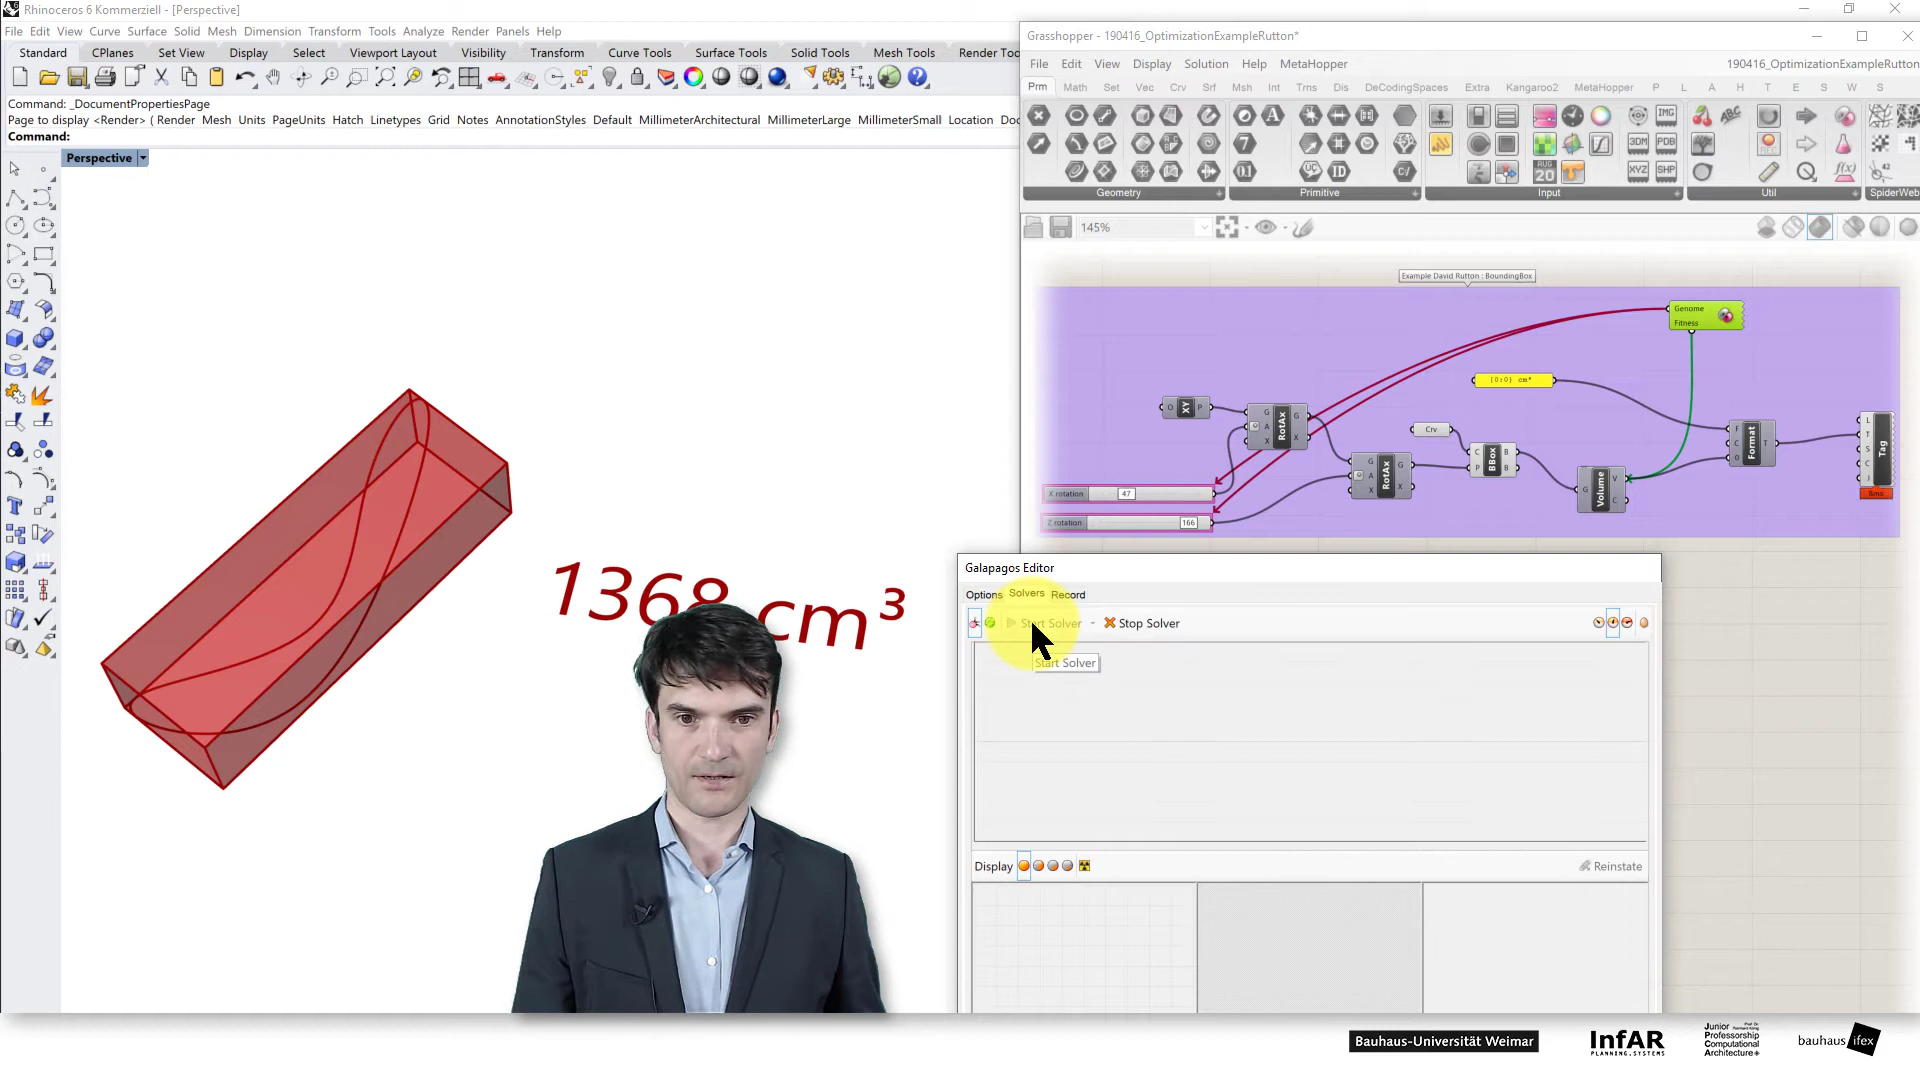 Rhinoceros 6 Kommerziell - [Perspective]
File Edit View Curve Surface Solid Mesh Dimension Transform Tools Analyze Render Panels Help
Standard CPlanes Set View Display Select Viewport Layout Visibility Transform Curve Tools Surface Tools Solid Tools Mesh Tools Render To
Command: _DocumentPropertiesPage
Page to display <Render> ( Render Mesh Units PageUnits Hatch Linetypes Grid Notes AnnotationStyles Default MillimeterArchitectural MillimeterLarge MillimeterSmall Location Doc
Command:
Perspective
1368 cm³
Grasshopper - 190416_OptimizationExampleRutton*
File Edit View Display Solution Help MetaHopper 190416_OptimizationExampleRutton
Prm Math Set Vec Crv Srf Msh Int Trns Dis DeCodingSpaces Extra Kangaroo2 MetaHopper P L A H T E S W S
Geometry Primitive Input Util SpiderWeb
145%
Example David Rutton : BoundingBox
Genome
Fitness
{0:0} cm³
O XY P
G A X RotAx G X
Crv
C P BBox B B
G A X RotAx G X
G Volume V C
F C 0 Format T
L T S C J Tag
8ms
X rotation 47
Z rotation 166
Galapagos Editor
Options Solvers Record
Start Solver Stop Solver
Start Solver
Display Reinstate
Bauhaus-Universität Weimar
InfAR
PLANNING.SYSTEMS
Junior
Professorship
Computational
Architecture+
bauhaus ifex